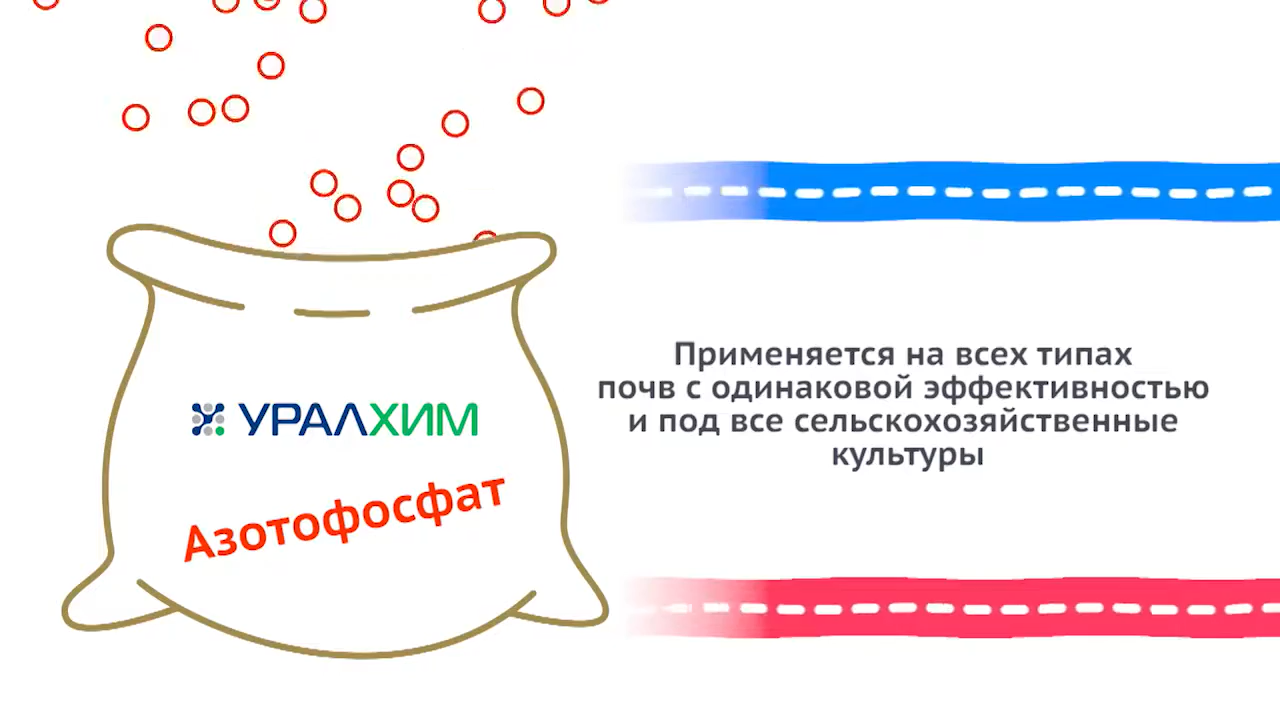 УРАЛХИМ
Азотофосфат
Применяется на всех типах
почв с одинаковой эффективностью
и под все сельскохозяйственные
культуры